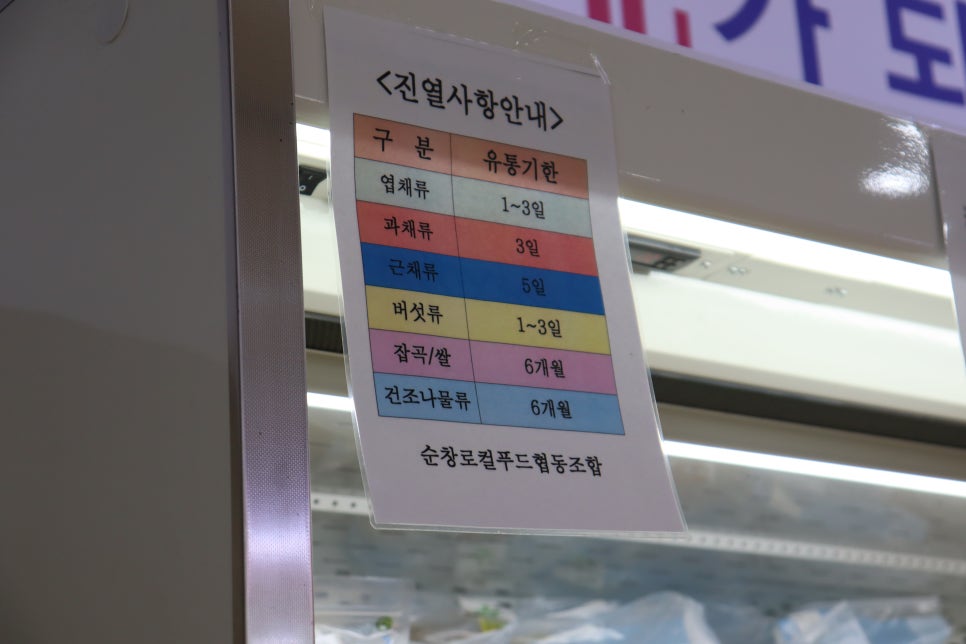 가 되
<진열사항안내>
구 분 유통기한
엽채류 1~3일
과채류 3일
근채류 5일
버섯류 1~3일
잡곡/쌀 6개월
건조나물류 6개월
순창로컬푸드협동조합